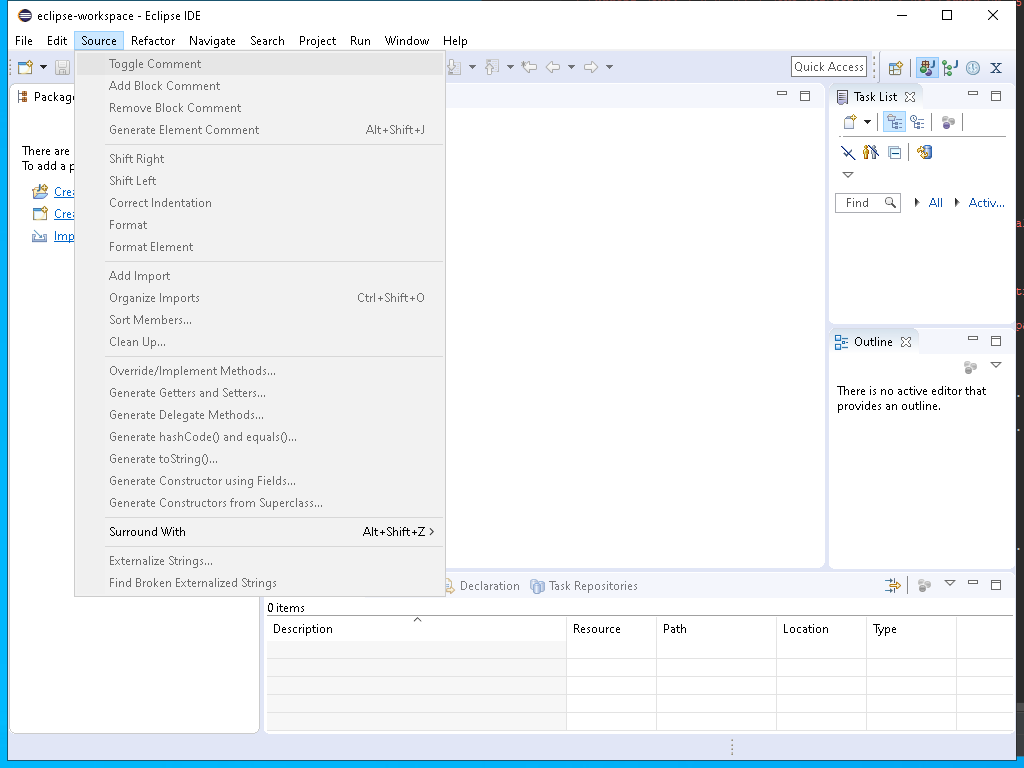 eclipse-workspace - Eclipse IDE
File Edit Source Refactor Navigate Search Project Run Window Help
Quick Access
Toggle Comment
Add Block Comment
Remove Block Comment
Generate Element Comment Alt+Shift+J
Shift Right
Shift Left
Correct Indentation
Format
Format Element
Add Import
Organize Imports Ctrl+Shift+O
Sort Members...
Clean Up...
Override/Implement Methods...
Generate Getters and Setters...
Generate Delegate Methods...
Generate hashCode() and equals()...
Generate toString()...
Generate Constructor using Fields...
Generate Constructors from Superclass...
Surround With Alt+Shift+Z
Externalize Strings...
Find Broken Externalized Strings
Packag
There are
To add a p
Crea
Crea
Imp
Task List
Find All Activ...
Outline
There is no active editor that
provides an outline.
Declaration Task Repositories
0 items
Description Resource Path Location Type